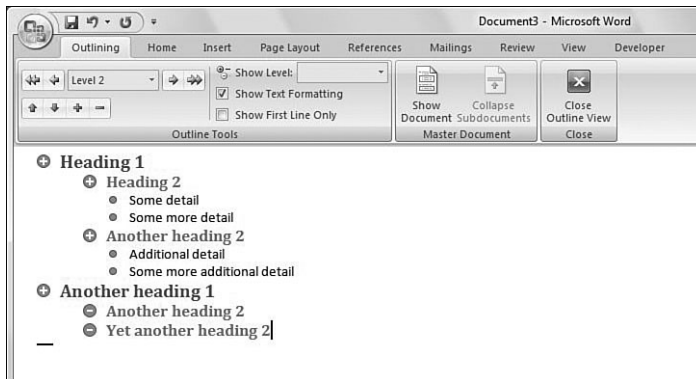 Document3 - Microsoft Word
Outlining Home Insert Page Layout References Mailings Review View Developer
Level 2
Show Level:
Show Text Formatting
Show First Line Only
Outline Tools
Show Document
Collapse Subdocuments
Master Document
Close Outline View
Close
Heading 1
Heading 2
Some detail
Some more detail
Another heading 2
Additional detail
Some more additional detail
Another heading 1
Another heading 2
Yet another heading 2